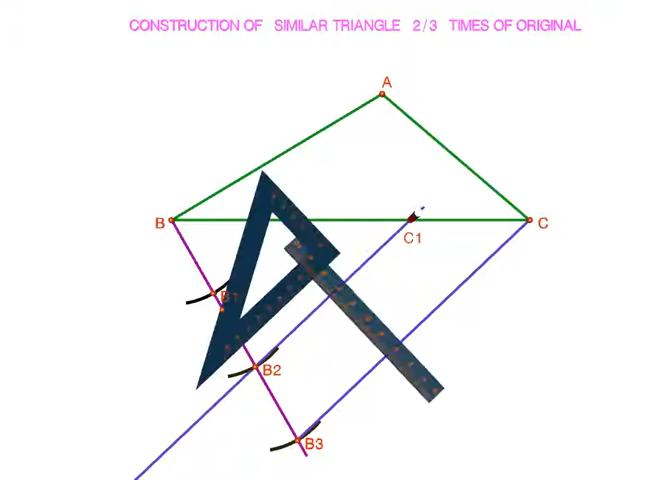 CONSTRUCTION OF SIMILAR TRIANGLE 2/3 TIMES OF ORIGINAL
A
B
C
C1
B1
B2
B3